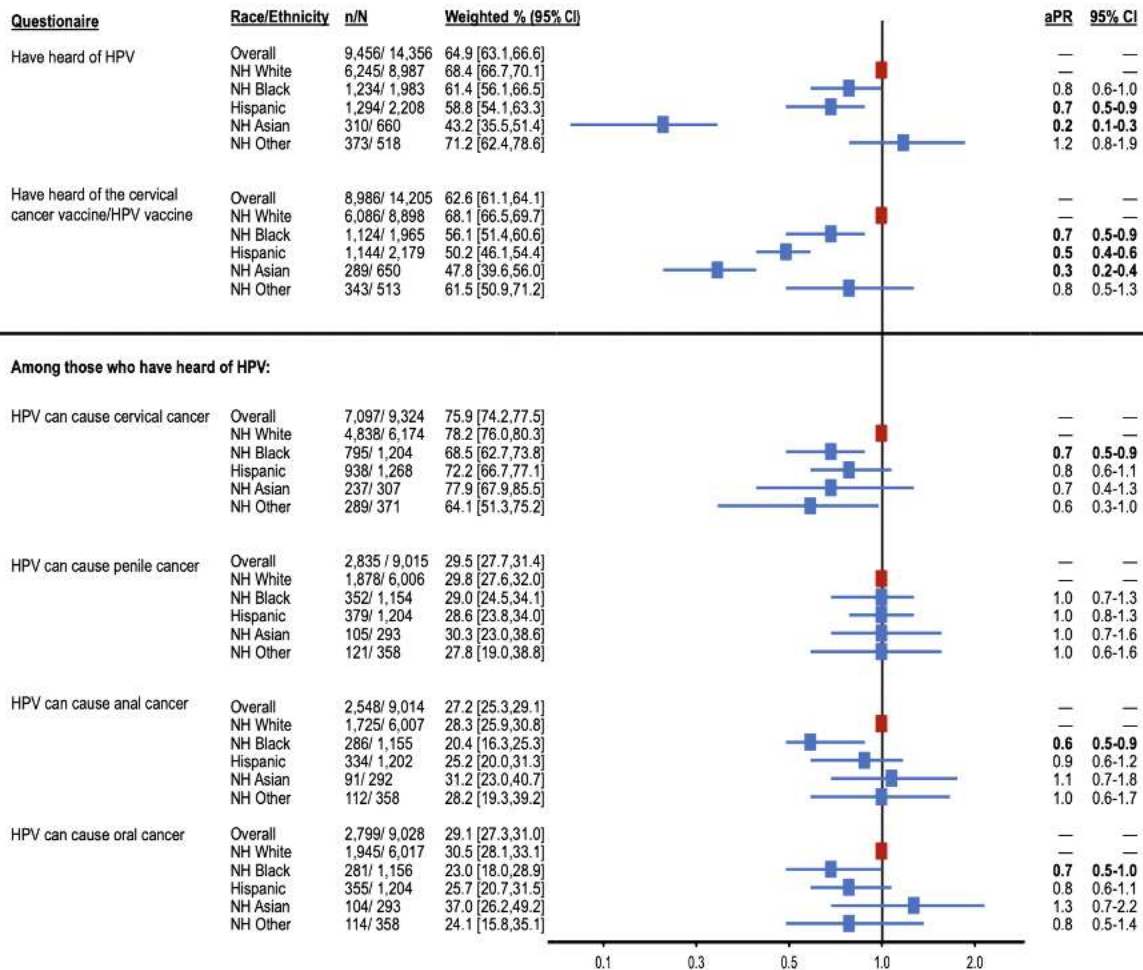 Questionaire Race/Ethnicity n/N Weighted % (95% CI) aPR 95% CI
Have heard of HPV
Overall 9,456/ 14,356 64.9 [63.1,66.6] — —
NH White 6,245/ 8,987 68.4 [66.7,70.1] — —
NH Black 1,234/ 1,983 61.4 [56.1,66.5] 0.8 0.6-1.0
Hispanic 1,294/ 2,208 58.8 [54.1,63.3] 0.7 0.5-0.9
NH Asian 310/ 660 43.2 [35.5,51.4] 0.2 0.1-0.3
NH Other 373/ 518 71.2 [62.4,78.6] 1.2 0.8-1.9
Have heard of the cervical
cancer vaccine/HPV vaccine
Overall 8,986/ 14,205 62.6 [61.1,64.1] — —
NH White 6,086/ 8,898 68.1 [66.5,69.7] — —
NH Black 1,124/ 1,965 56.1 [51.4,60.6] 0.7 0.5-0.9
Hispanic 1,144/ 2,179 50.2 [46.1,54.4] 0.5 0.4-0.6
NH Asian 289/ 650 47.8 [39.6,56.0] 0.3 0.2-0.4
NH Other 343/ 513 61.5 [50.9,71.2] 0.8 0.5-1.3
Among those who have heard of HPV:
HPV can cause cervical cancer
Overall 7,097/ 9,324 75.9 [74.2,77.5] — —
NH White 4,838/ 6,174 78.2 [76.0,80.3] — —
NH Black 795/ 1,204 68.5 [62.7,73.8] 0.7 0.5-0.9
Hispanic 938/ 1,268 72.2 [66.7,77.1] 0.8 0.6-1.1
NH Asian 237/ 307 77.9 [67.9,85.5] 0.7 0.4-1.3
NH Other 289/ 371 64.1 [51.3,75.2] 0.6 0.3-1.0
HPV can cause penile cancer
Overall 2,835 / 9,015 29.5 [27.7,31.4] — —
NH White 1,878/ 6,006 29.8 [27.6,32.0] — —
NH Black 352/ 1,154 29.0 [24.5,34.1] 1.0 0.7-1.3
Hispanic 379/ 1,204 28.6 [23.8,34.0] 1.0 0.8-1.3
NH Asian 105/ 293 30.3 [23.0,38.6] 1.0 0.7-1.6
NH Other 121/ 358 27.8 [19.0,38.8] 1.0 0.6-1.6
HPV can cause anal cancer
Overall 2,548/ 9,014 27.2 [25.3,29.1] — —
NH White 1,725/ 6,007 28.3 [25.9,30.8] — —
NH Black 286/ 1,155 20.4 [16.3,25.3] 0.6 0.5-0.9
Hispanic 334/ 1,202 25.2 [20.0,31.3] 0.9 0.6-1.2
NH Asian 91/ 292 31.2 [23.0,40.7] 1.1 0.7-1.8
NH Other 112/ 358 28.2 [19.3,39.2] 1.0 0.6-1.7
HPV can cause oral cancer
Overall 2,799/ 9,028 29.1 [27.3,31.0] — —
NH White 1,945/ 6,017 30.5 [28.1,33.1] — —
NH Black 281/ 1,156 23.0 [18.0,28.9] 0.7 0.5-1.0
Hispanic 355/ 1,204 25.7 [20.7,31.5] 0.8 0.6-1.1
NH Asian 104/ 293 37.0 [26.2,49.2] 1.3 0.7-2.2
NH Other 114/ 358 24.1 [15.8,35.1] 0.8 0.5-1.4
0.1 0.3 0.5 1.0 2.0